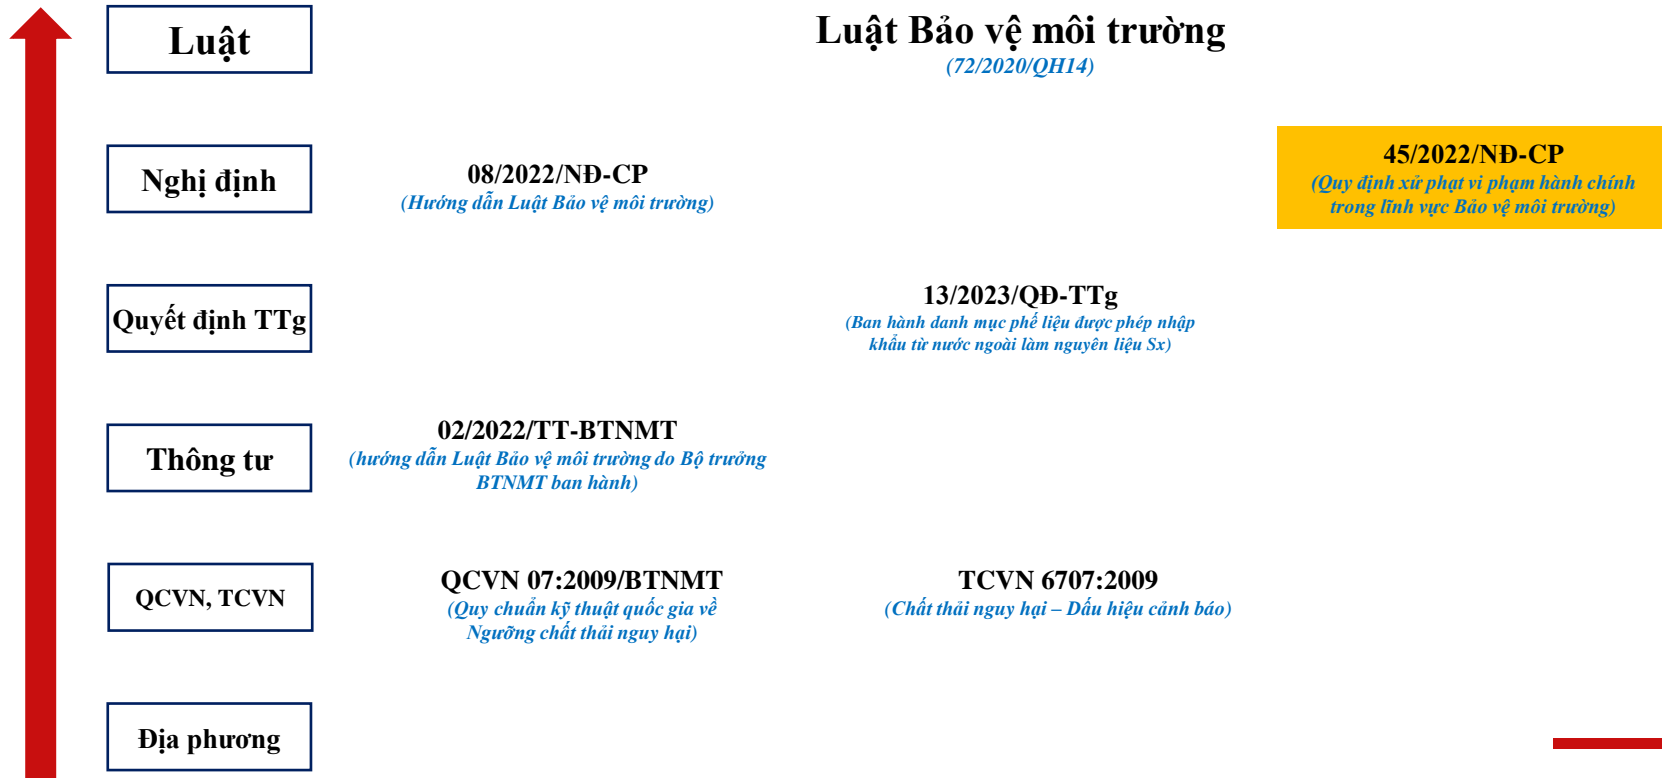 Luật
Luật Bảo vệ môi trường
(72/2020/QH14)
Nghị định
08/2022/NĐ-CP
(Hướng dẫn Luật Bảo vệ môi trường)
45/2022/NĐ-CP
(Quy định xử phạt vi phạm hành chính
trong lĩnh vực Bảo vệ môi trường)
Quyết định TTg
13/2023/QĐ-TTg
(Ban hành danh mục phế liệu được phép nhập
khẩu từ nước ngoài làm nguyên liệu Sx)
Thông tư
02/2022/TT-BTNMT
(hướng dẫn Luật Bảo vệ môi trường do Bộ trưởng
BTNMT ban hành)
QCVN, TCVN
QCVN 07:2009/BTNMT
(Quy chuẩn kỹ thuật quốc gia về
Ngưỡng chất thải nguy hại)
TCVN 6707:2009
(Chất thải nguy hại – Dấu hiệu cảnh báo)
Địa phương